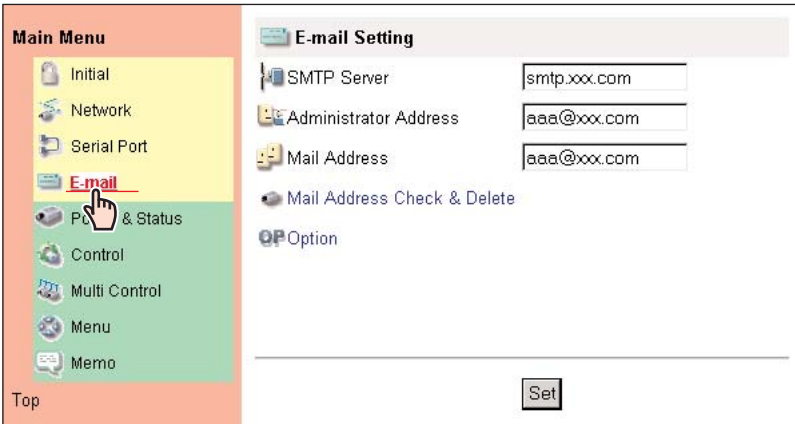 Main Menu
Initial
Network
Serial Port
E-mail
Po & Status
Control
Multi Control
Menu
Memo
Top
E-mail Setting
SMTP Server
smtp.xxx.com
Administrator Address
aaa@xxx.com
Mail Address
aaa@xxx.com
Mail Address Check & Delete
OP Option
Set